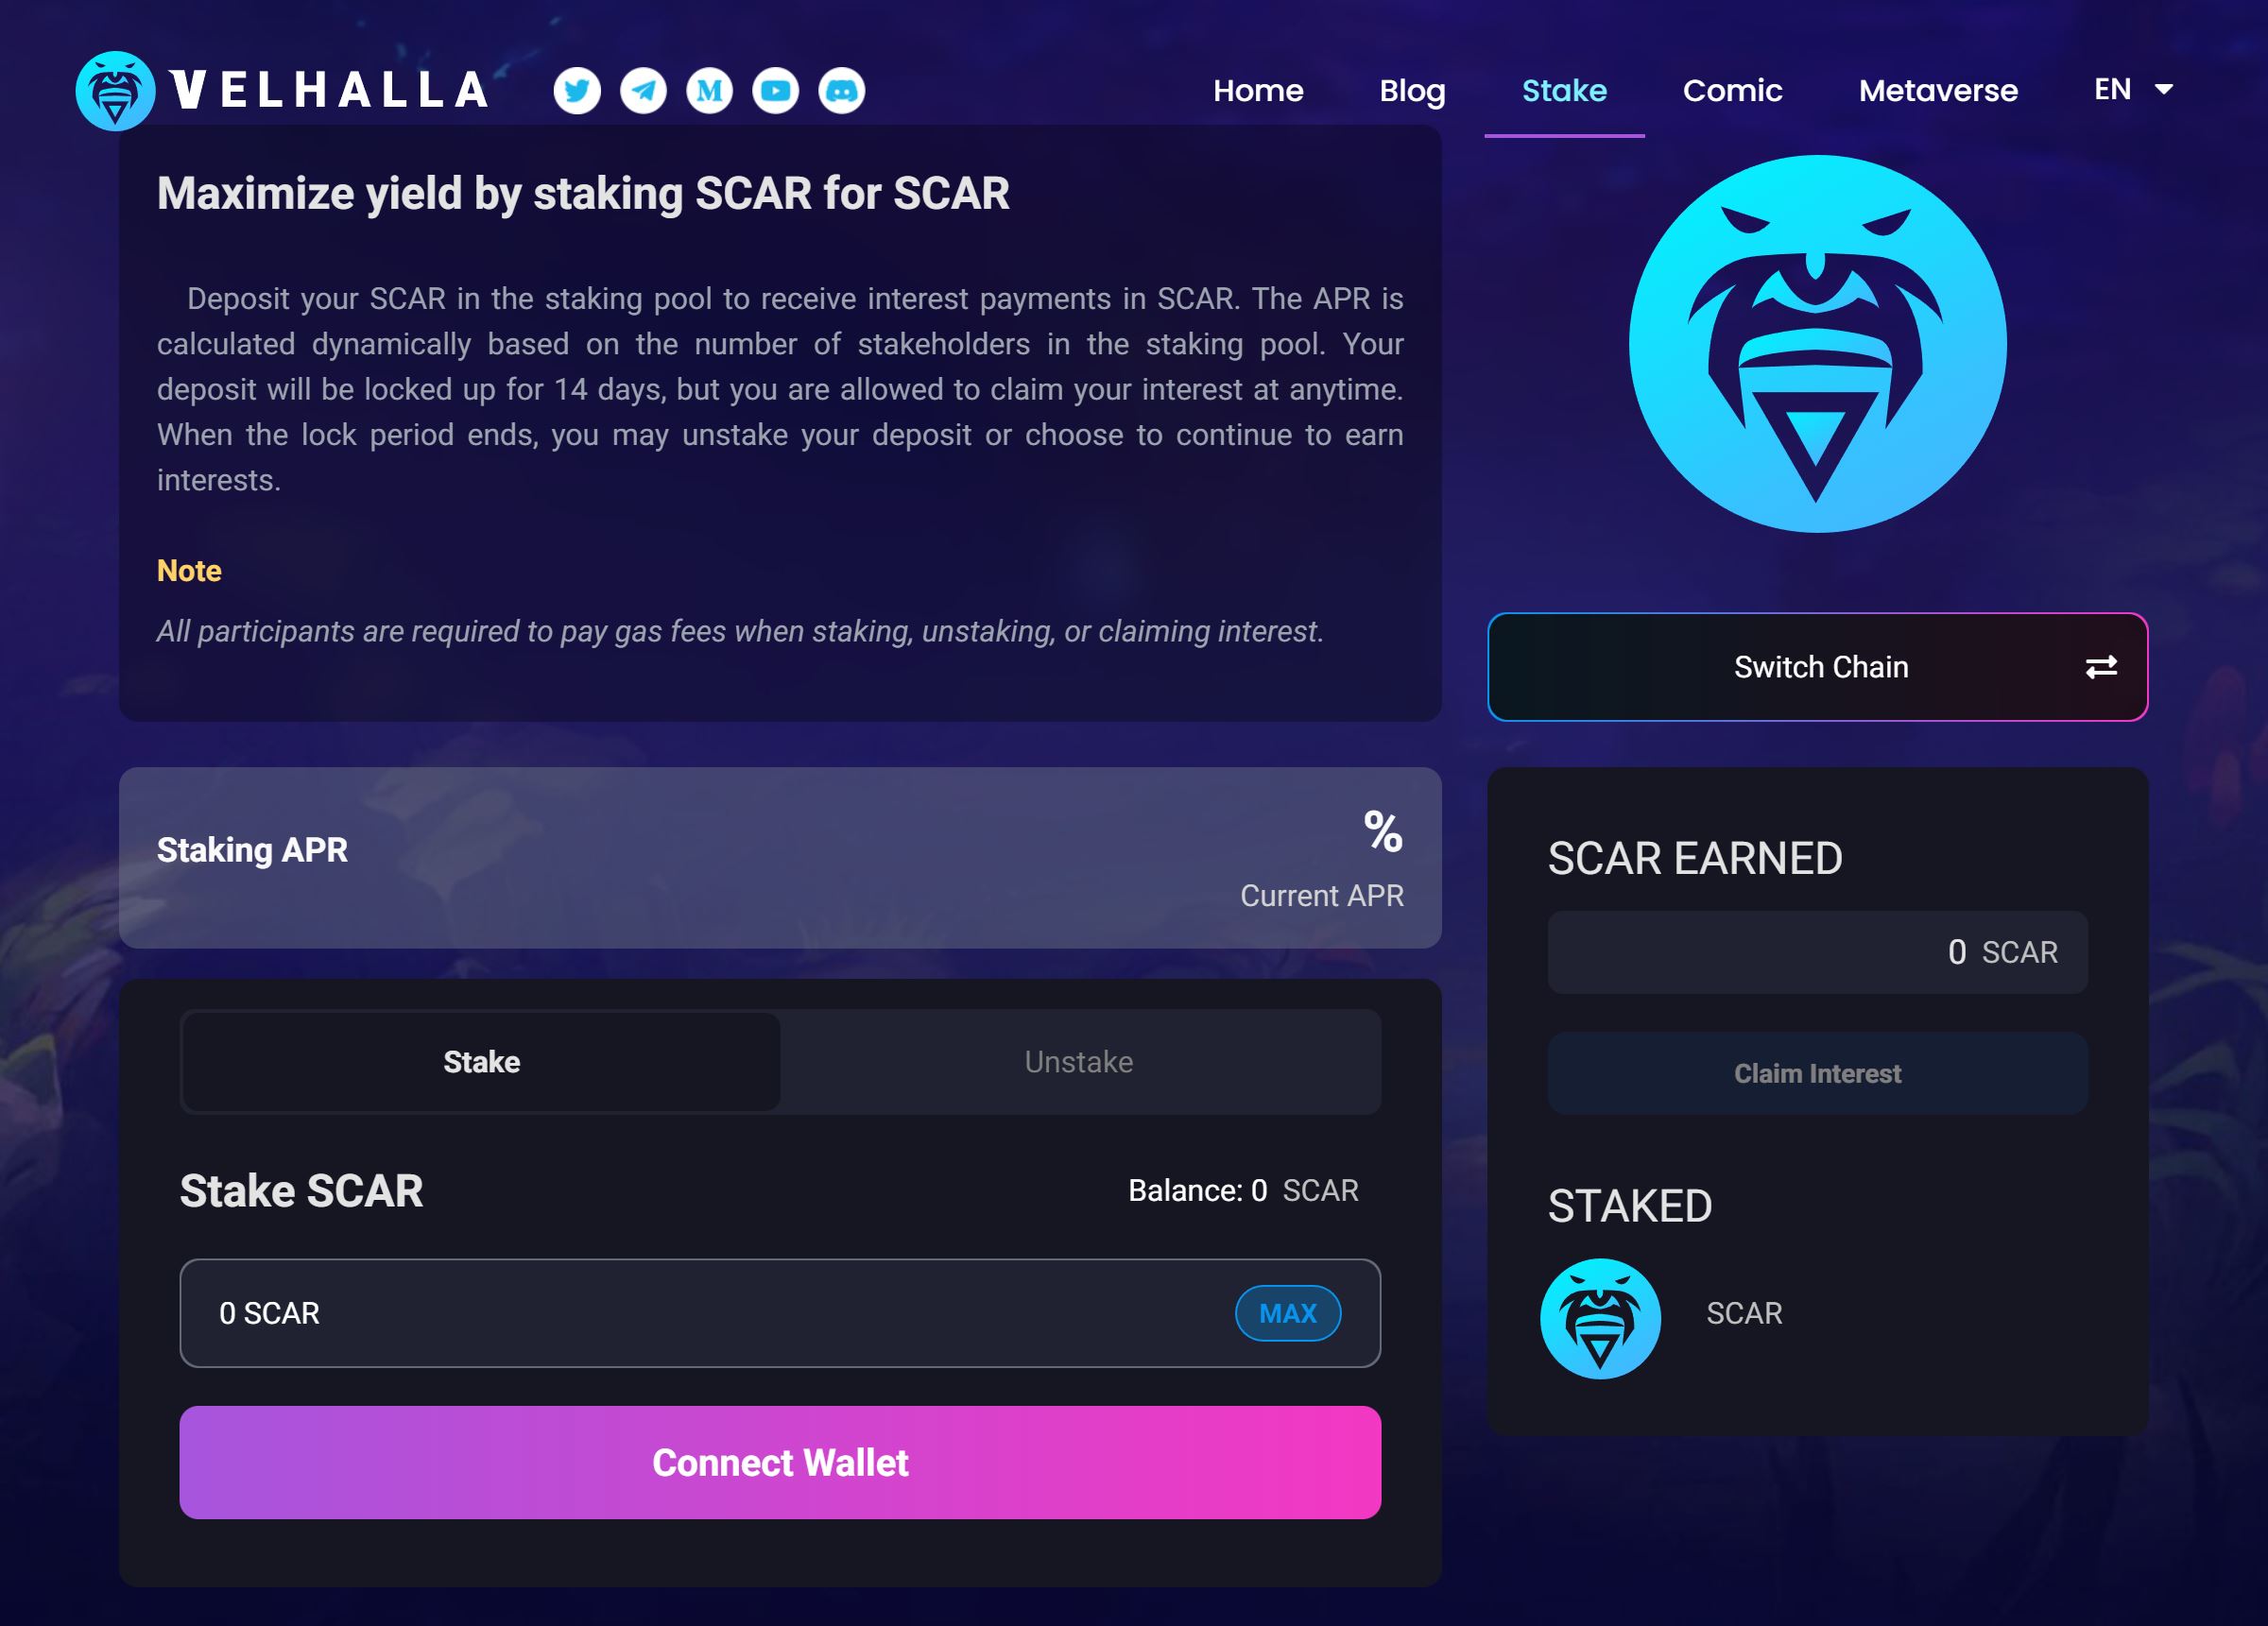 VELHALLA
Home
Blog
Stake
Comic
Metaverse
EN
Maximize yield by staking SCAR for SCAR
Deposit your SCAR in the staking pool to receive interest payments in SCAR. The APR is
calculated dynamically based on the number of stakeholders in the staking pool. Your
deposit will be locked up for 14 days, but you are allowed to claim your interest at anytime.
When the lock period ends, you may unstake your deposit or choose to continue to earn
interests.
Note
All participants are required to pay gas fees when staking, unstaking, or claiming interest.
Switch Chain
Staking APR
%
Current APR
Stake
Unstake
Stake SCAR
Balance: 0 SCAR
0 SCAR
MAX
Connect Wallet
SCAR EARNED
0 SCAR
Claim Interest
STAKED
SCAR